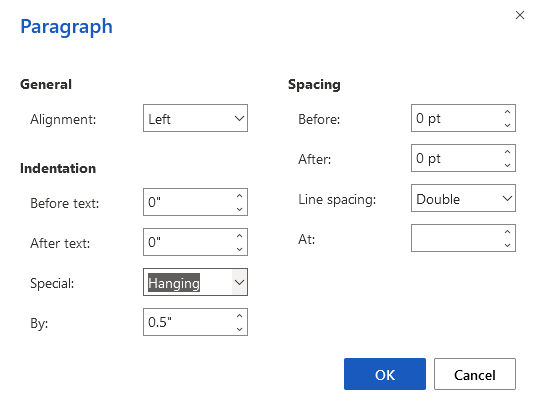 Paragraph
General
Alignment: Left
Indentation
Before text: 0"
After text: 0"
Special: Hanging
By: 0.5"
Spacing
Before: 0 pt
After: 0 pt
Line spacing: Double
At:
OK
Cancel